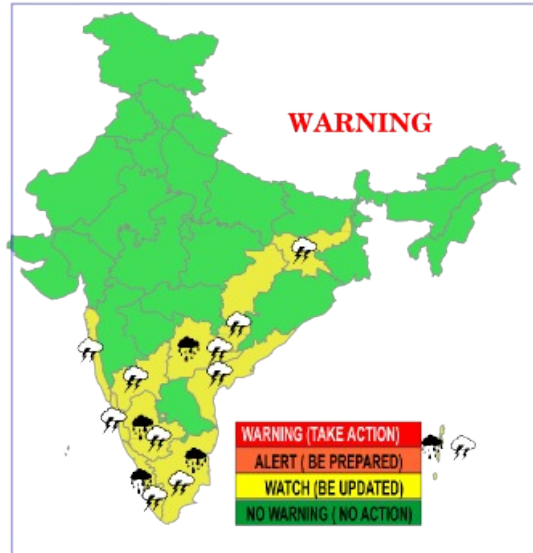 WARNING
WARNING (TAKE ACTION)
ALERT ( BE PREPARED)
WATCH (BE UPDATED)
NO WARNING ( NO ACTION)